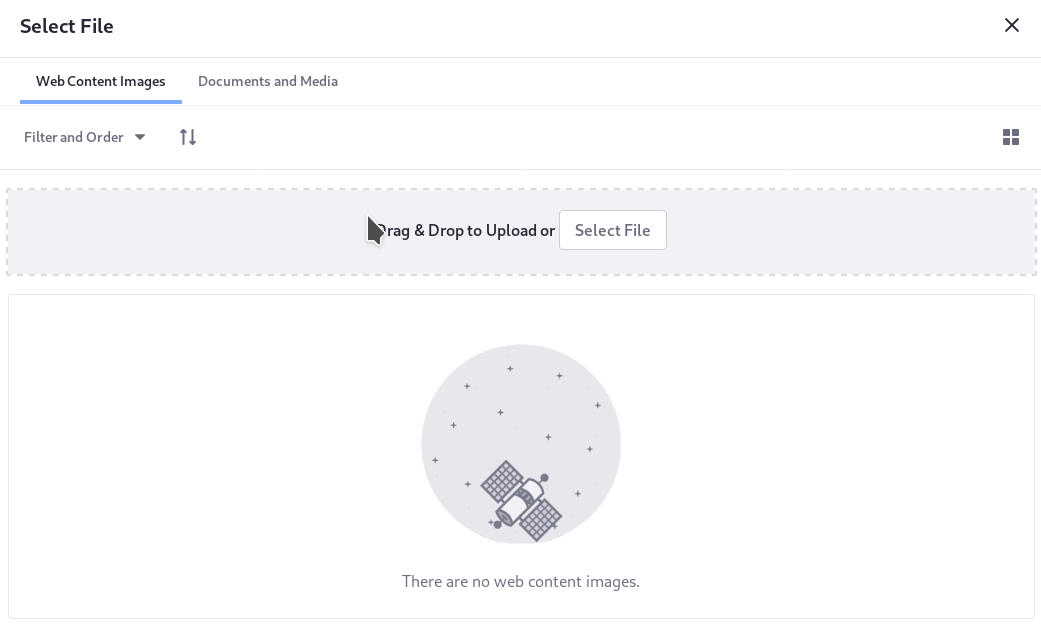 Select File
Web Content Images Documents and Media
Filter and Order
Drag & Drop to Upload or Select File
There are no web content images.